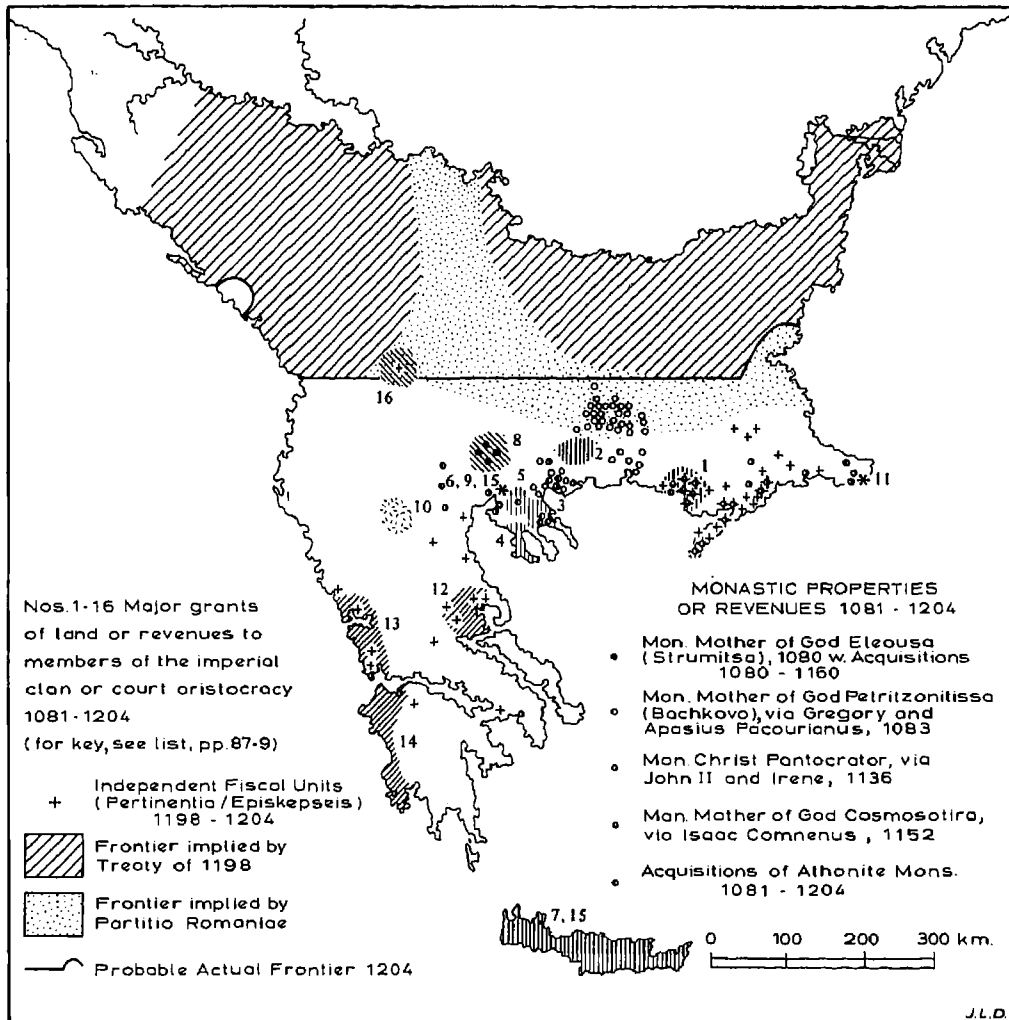 16
8
2
1
6, 9, 15
5
3
11
10
4
12
13
14
7, 15
Nos. 1-16 Major grants
of land or revenues to
members of the imperial
clan or court aristocracy
1081-1204
(for key, see list, pp. 87-9)
+ Independent Fiscal Units
(Pertinentia / Episkepseis)
1198 - 1204
Frontier implied by
Treaty of 1198
Frontier implied by
Partitio Romaniae
Probable Actual Frontier 1204
MONASTIC PROPERTIES
OR REVENUES 1081 - 1204
Mon. Mother of God Eleousa
(Strumitsa), 1080 w. Acquisitions
1080 - 1160
Mon. Mother of God Petritzonitissa
(Bachkovo), via Gregory and
Apasius Pacourianus, 1083
Mon. Christ Pantocrator, via
John II and Irene, 1136
Man. Mother of God Cosmosotira,
via Isaac Comnenus , 1152
Acquisitions of Athonite Mons.
1081 - 1204
0 100 200 300 km.
J.L.D.